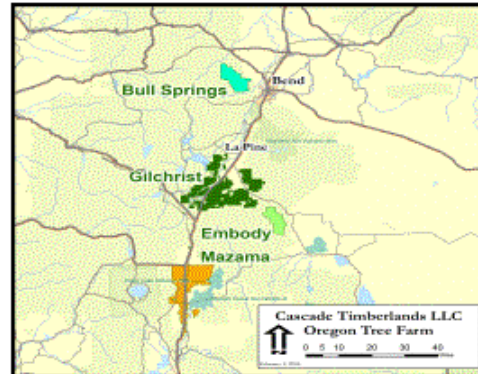 Bull Springs
Bend
La Pine
Gilchrist
Embody
Mazama
Cascade Timberlands LLC
Oregon Tree Farm
0 5 10 20 30 40